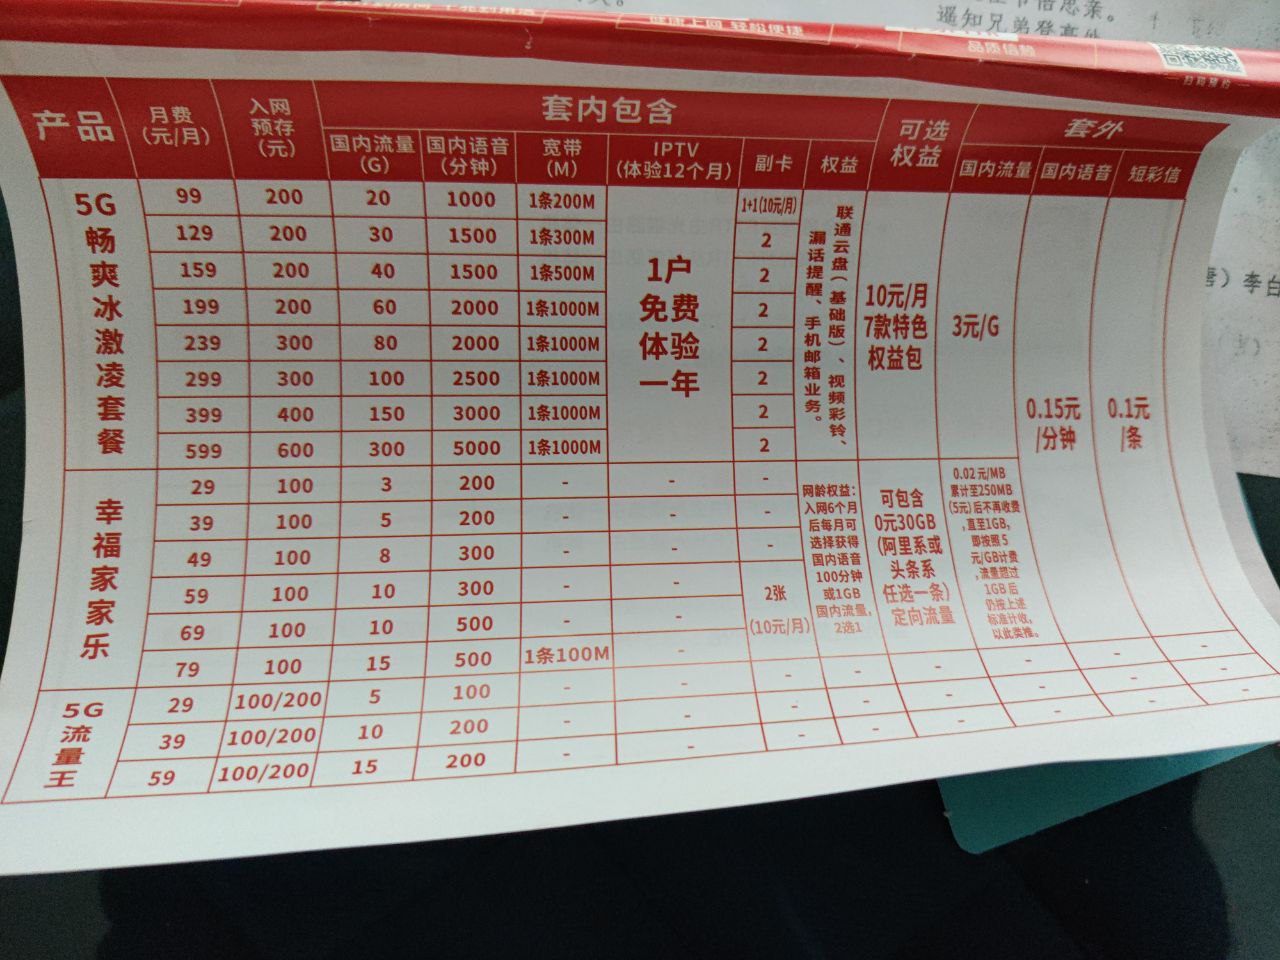 遥知兄弟登高处
健康上网 轻松便捷
品质信赖
扫码预约
产品 月费(元/月) 入网预存(元) 套内包含 可选权益 套外
国内流量(G) 国内语音(分钟) 宽带(M) IPTV(体验12个月) 副卡 权益 国内流量 国内语音 短彩信
5G畅爽冰激凌套餐
99 200 20 1000 1条200M 1+1(10元/月)
129 200 30 1500 1条300M 2
159 200 40 1500 1条500M 2
199 200 60 2000 1条1000M 2
239 300 80 2000 1条1000M 2
299 300 100 2500 1条1000M 2
399 400 150 3000 1条1000M 2
599 600 300 5000 1条1000M 2
1户
免费
体验
一年
联通云盘(基础版)、视频彩铃、
漏话提醒、手机邮箱业务。
10元/月
7款特色
权益包
3元/G
0.15元
/分钟
0.1元
/条
幸福家家乐
29 100 3 200 - - -
39 100 5 200 - - -
49 100 8 300 - - -
59 100 10 300 - -
69 100 10 500 - -
79 100 15 500 1条100M -
2张
(10元/月)
网龄权益:
入网6个月
后每月可
选择获得
国内语音
100分钟
或1GB
国内流量,
2选1
可包含
0元30GB
(阿里系或
头条系
任选一条)
定向流量
0.02元/MB
累计至250MB
(5元)后不再收费
,直至1GB,
即按照5
元/GB计费
,流量超过
1GB后
仍按上述
标准计收,
以此类推。
5G流量王
29 100/200 5 100 - - - - - - - -
39 100/200 10 200 - - - - - - - -
59 100/200 15 200 - - - - - - - -
李白